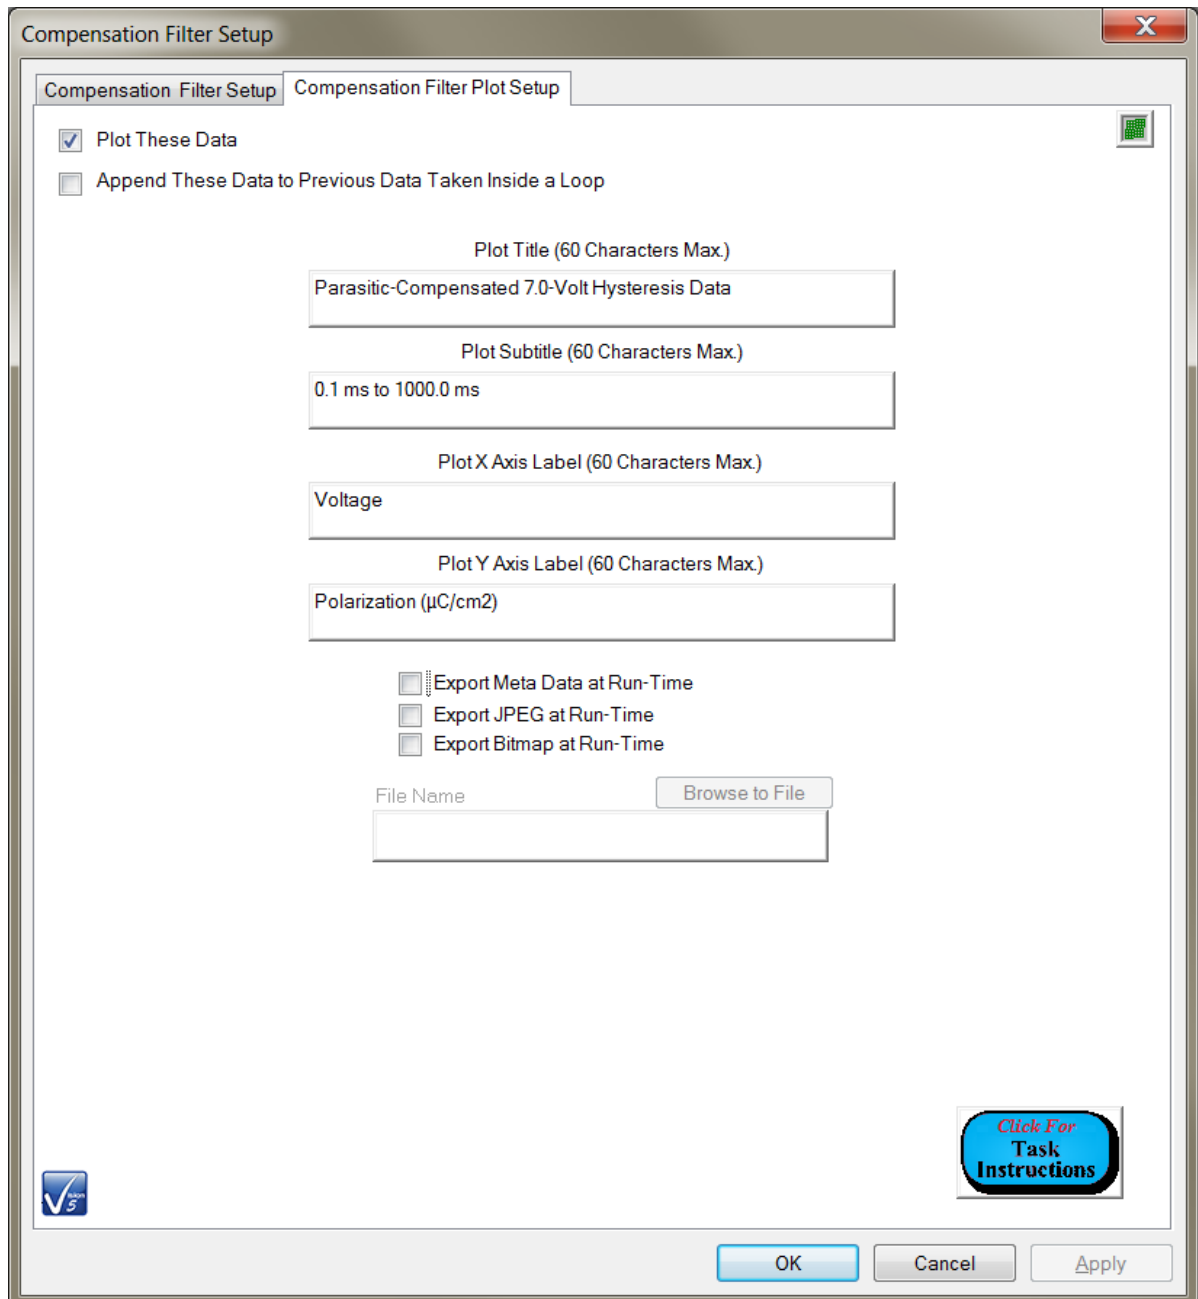 Compensation Filter Setup
X
Compensation Filter Setup
Compensation Filter Plot Setup
Plot These Data
Append These Data to Previous Data Taken Inside a Loop
Plot Title (60 Characters Max.)
Parasitic-Compensated 7.0-Volt Hysteresis Data
Plot Subtitle (60 Characters Max.)
0.1 ms to 1000.0 ms
Plot X Axis Label (60 Characters Max.)
Voltage
Plot Y Axis Label (60 Characters Max.)
Polarization (µC/cm2)
Export Meta Data at Run-Time
Export JPEG at Run-Time
Export Bitmap at Run-Time
File Name
Browse to File
Click For
Task
Instructions
Vision
5
OK
Cancel
Apply